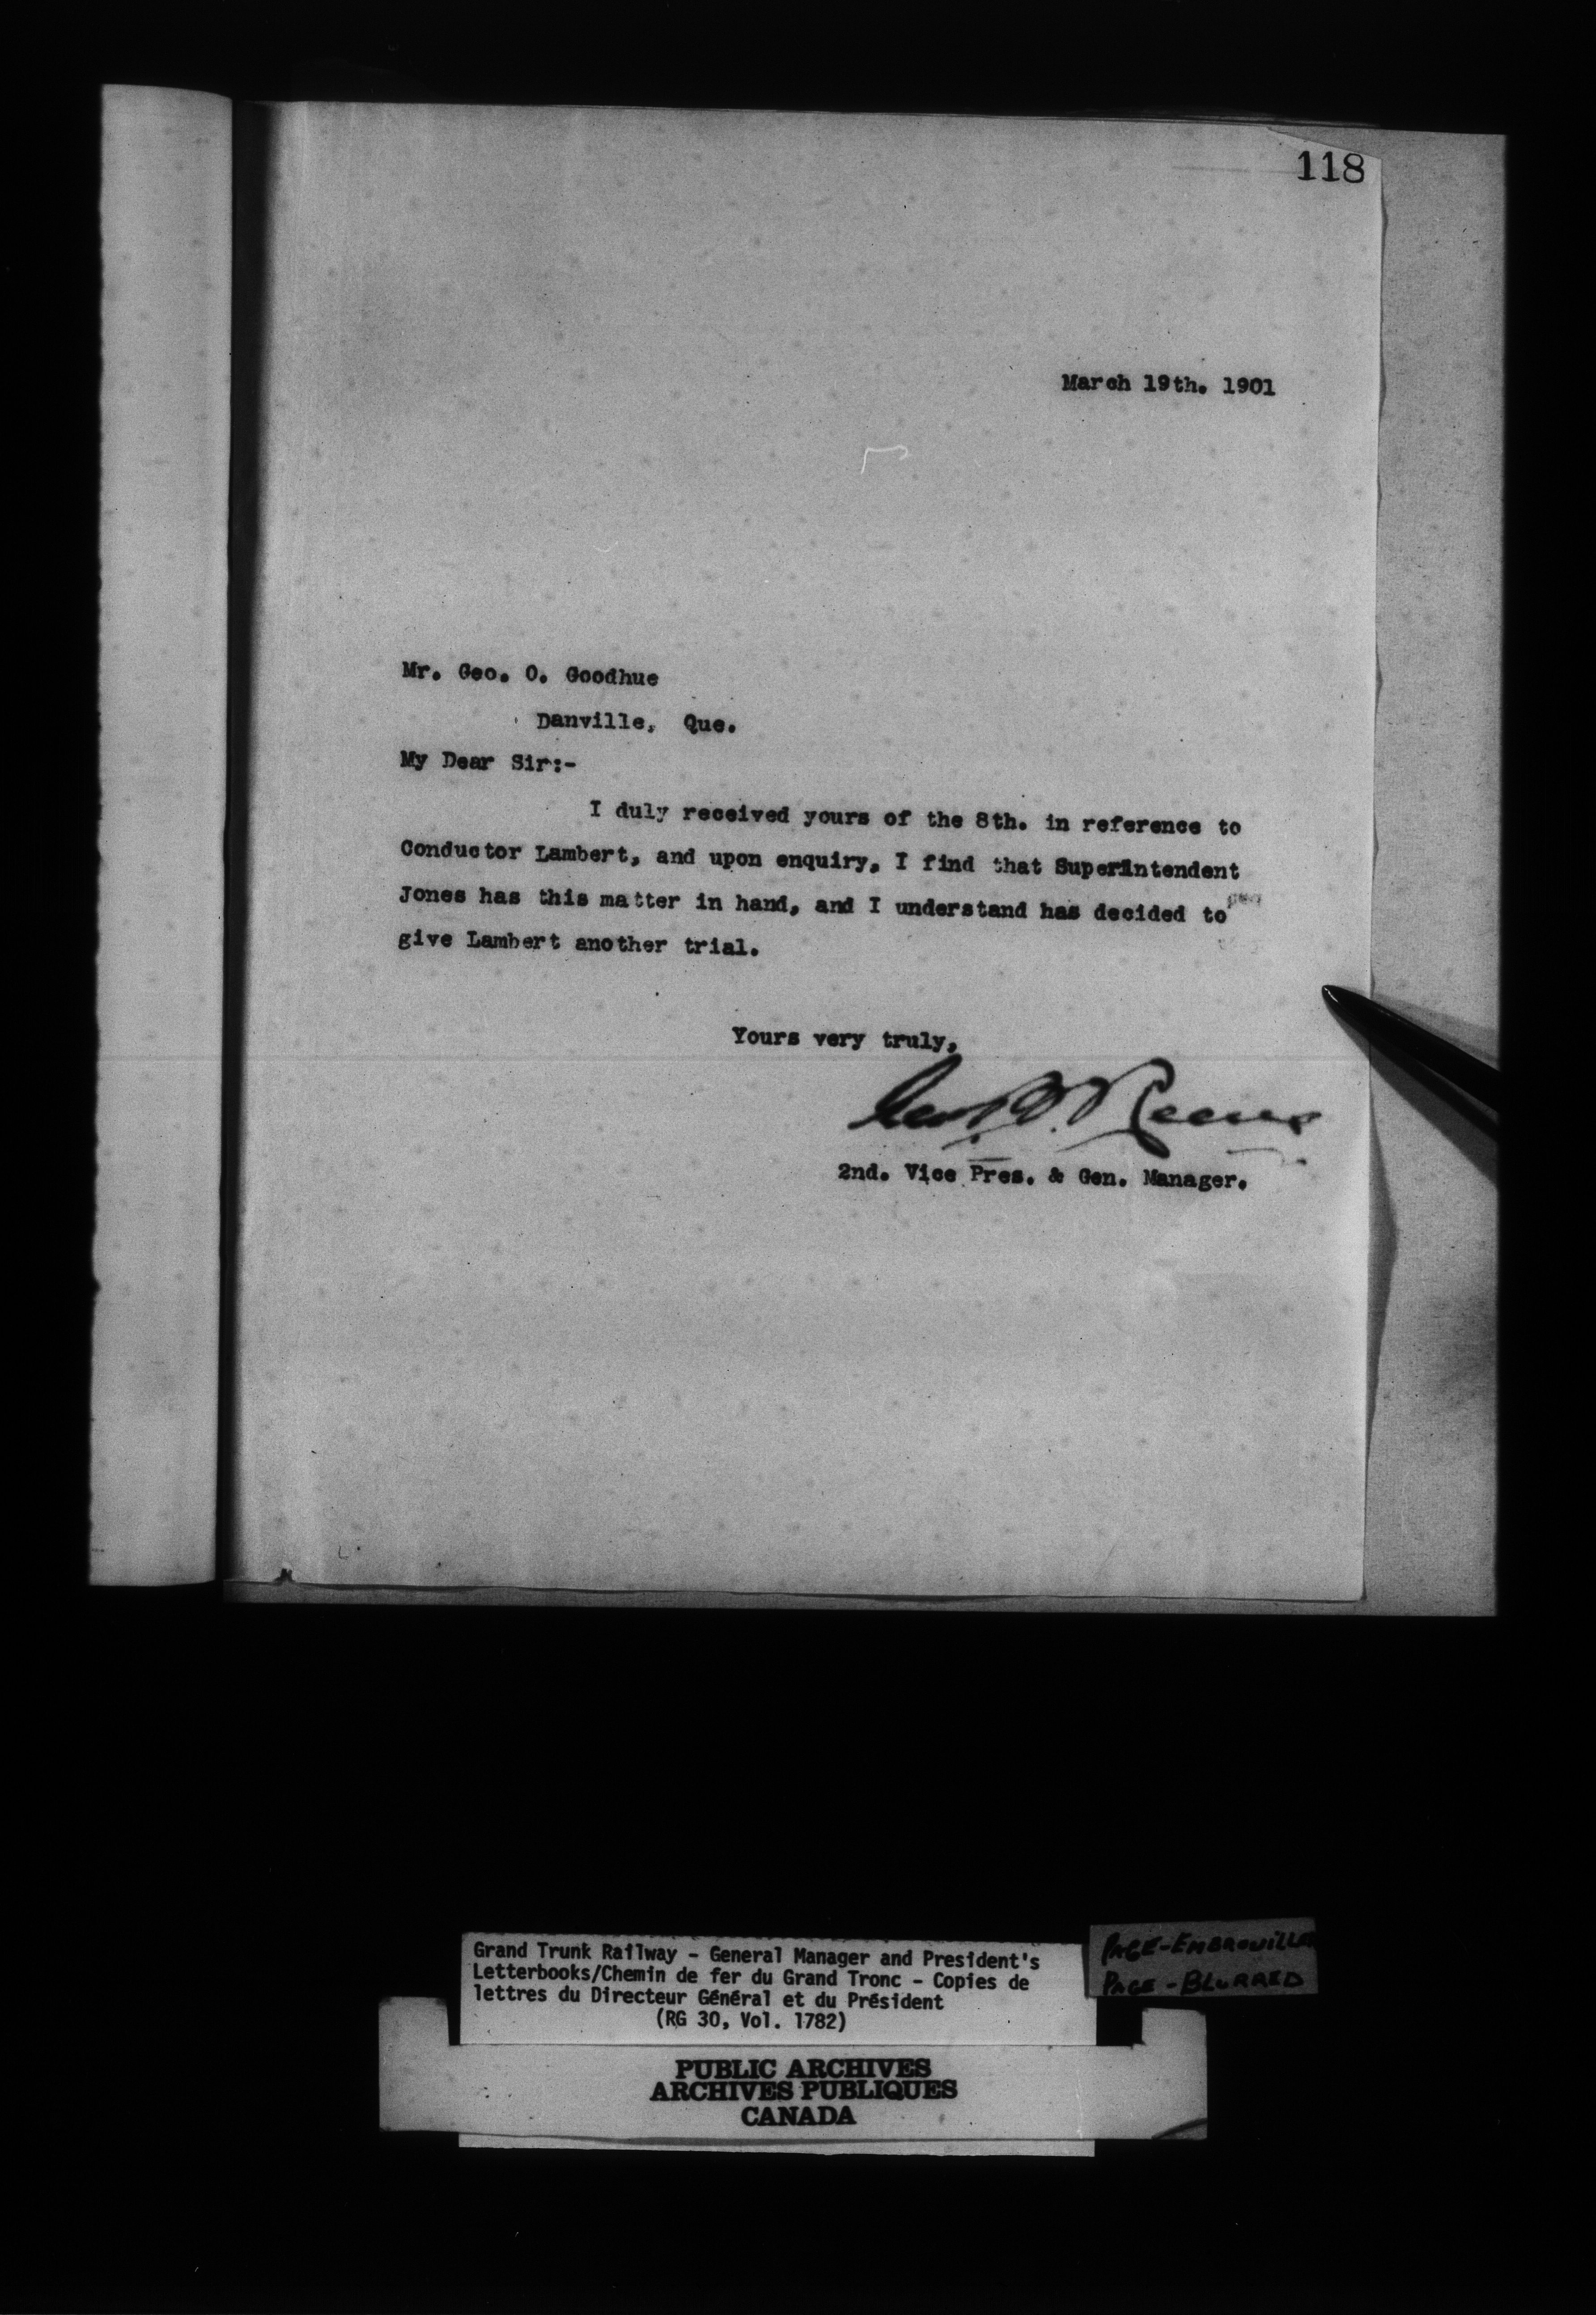 118
March 19th. 1901
Mr. Geo. O. Goodhue
Danville, Que.
My Dear Sir:-
I duly received yours of the 8th. in reference to
Conductor Lambert, and upon enquiry, I find that Superintendent
Jones has this matter in hand, and I understand has decided to
give Lambert another trial.
Yours very truly,
Geo. B. Reeve
2nd. Vice Pres. & Gen. Manager.
Grand Trunk Railway - General Manager and President's
Letterbooks/Chemin de fer du Grand Tronc - Copies de
lettres du Directeur Général et du Président
(RG 30, Vol. 1782)
PAGE-EMBROUILLÉE
PAGE-BLURRED
PUBLIC ARCHIVES
ARCHIVES PUBLIQUES
CANADA